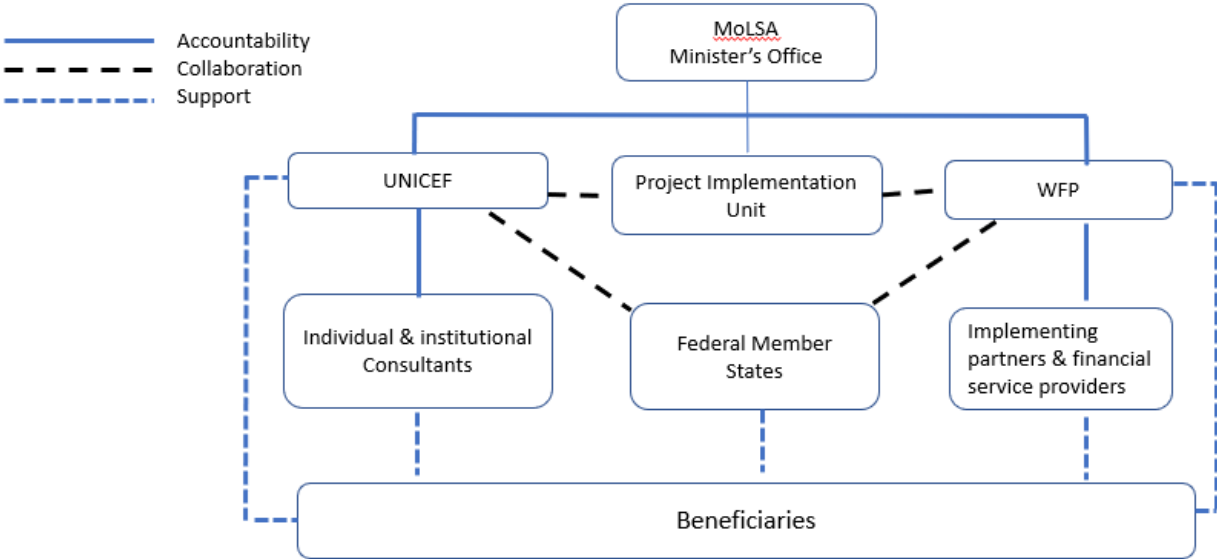 Accountability
Collaboration
Support
MoLSA
Minister’s Office
UNICEF
Project Implementation
Unit
WFP
Individual & institutional
Consultants
Federal Member
States
Implementing
partners & financial
service providers
Beneficiaries